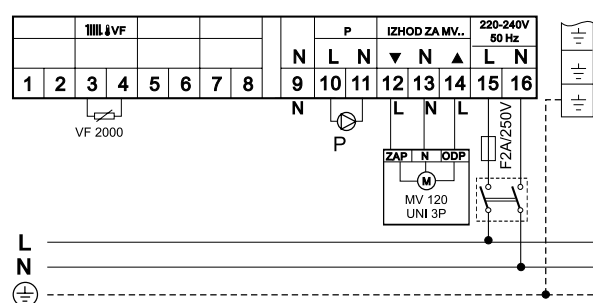 VF P IZHOD ZA MV.. 220-240V
50 Hz
N L N ▼ N ▲ L N
1 2 3 4 5 6 7 8 9 10 11 12 13 14 15 16
N L N L
VF 2000
P
F2A/250V
ZAP N ODP
M
MV 120
UNI 3P
L
N